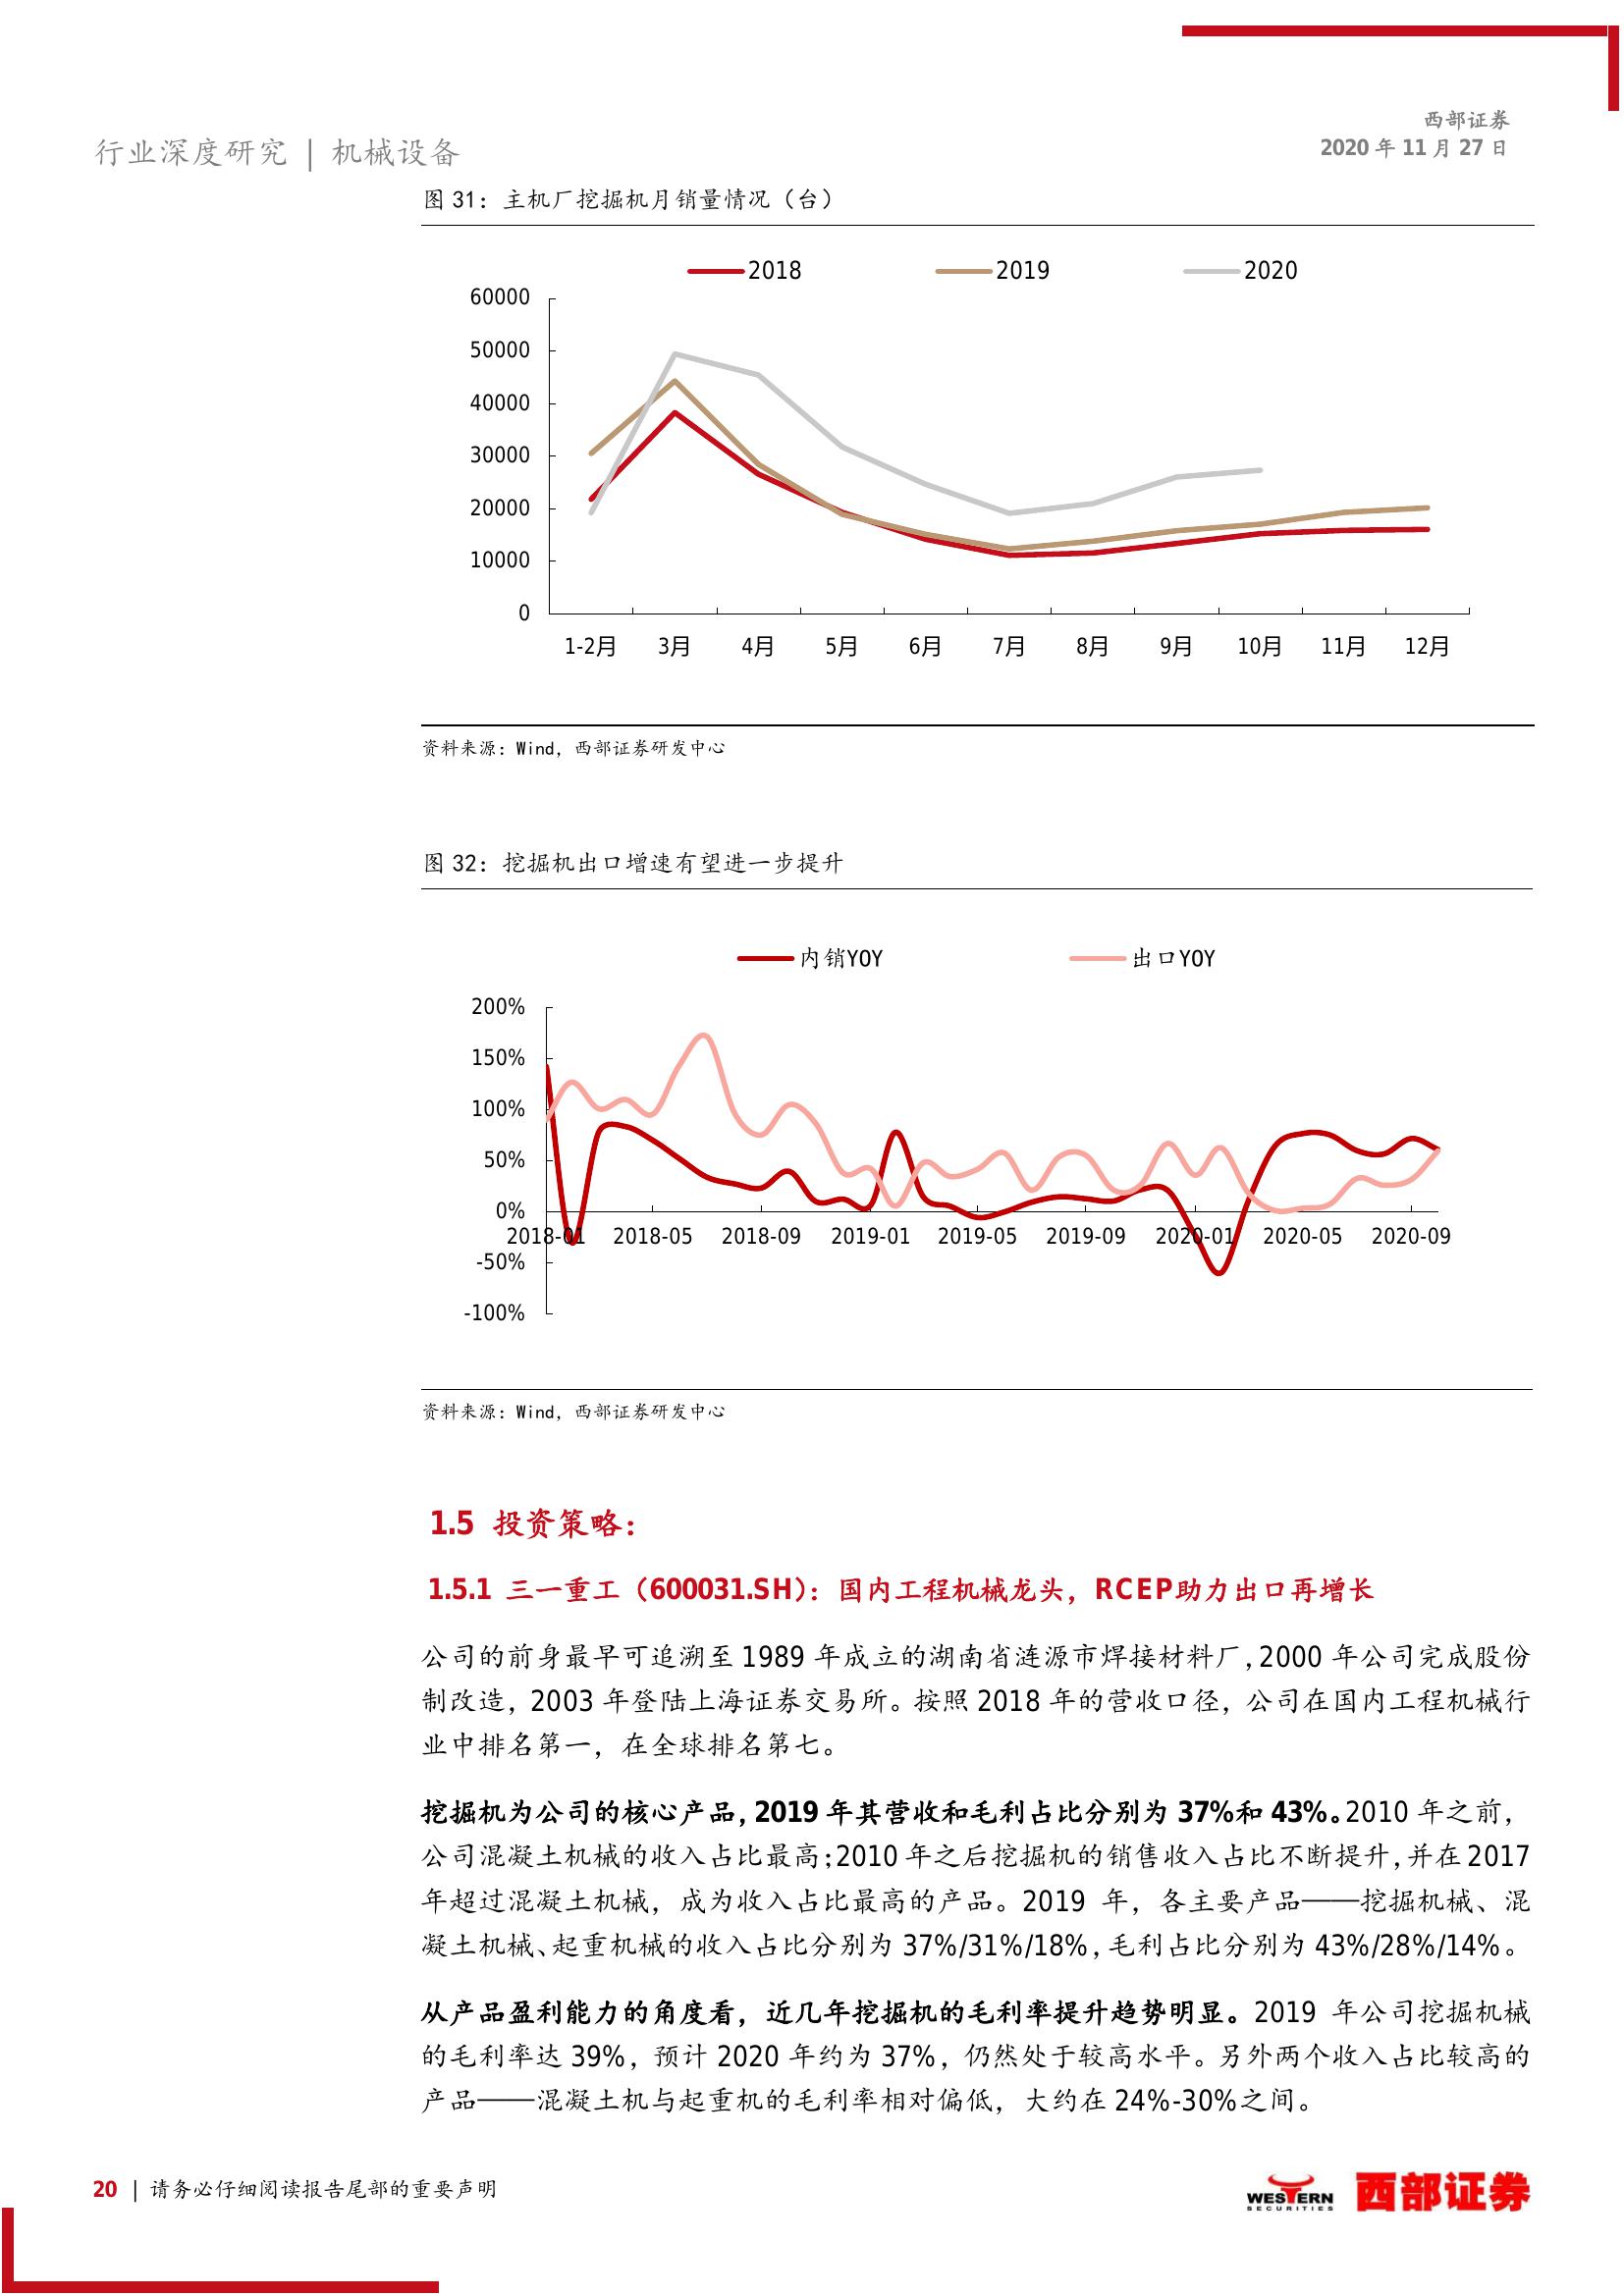 西部证券
行业深度研究 | 机械设备
2020 年 11 月 27 日
图 31：主机厂挖掘机月销量情况（台）
2018 2019 2020
60000
50000
40000
30000
20000
10000
0
1-2月 3月 4月 5月 6月 7月 8月 9月 10月 11月 12月
资料来源：Wind，西部证券研发中心
图 32：挖掘机出口增速有望进一步提升
内销YOY 出口YOY
200%
150%
100%
50%
0%
2018-01 2018-05 2018-09 2019-01 2019-05 2019-09 2020-01 2020-05 2020-09
-50%
-100%
资料来源：Wind，西部证券研发中心
1.5 投资策略：
1.5.1 三一重工（600031.SH）：国内工程机械龙头，RCEP助力出口再增长
公司的前身最早可追溯至 1989 年成立的湖南省涟源市焊接材料厂，2000 年公司完成股份
制改造，2003 年登陆上海证券交易所。按照 2018 年的营收口径，公司在国内工程机械行
业中排名第一，在全球排名第七。
挖掘机为公司的核心产品，2019 年其营收和毛利占比分别为 37%和 43%。2010 年之前，
公司混凝土机械的收入占比最高；2010 年之后挖掘机的销售收入占比不断提升，并在 2017
年超过混凝土机械，成为收入占比最高的产品。2019 年，各主要产品——挖掘机械、混
凝土机械、起重机械的收入占比分别为 37%/31%/18%，毛利占比分别为 43%/28%/14%。
从产品盈利能力的角度看，近几年挖掘机的毛利率提升趋势明显。2019 年公司挖掘机械
的毛利率达 39%，预计 2020 年约为 37%，仍然处于较高水平。另外两个收入占比较高的
产品——混凝土机与起重机的毛利率相对偏低，大约在 24%-30%之间。
20 | 请务必仔细阅读报告尾部的重要声明
WESTERN
SECURITIES
西部证券